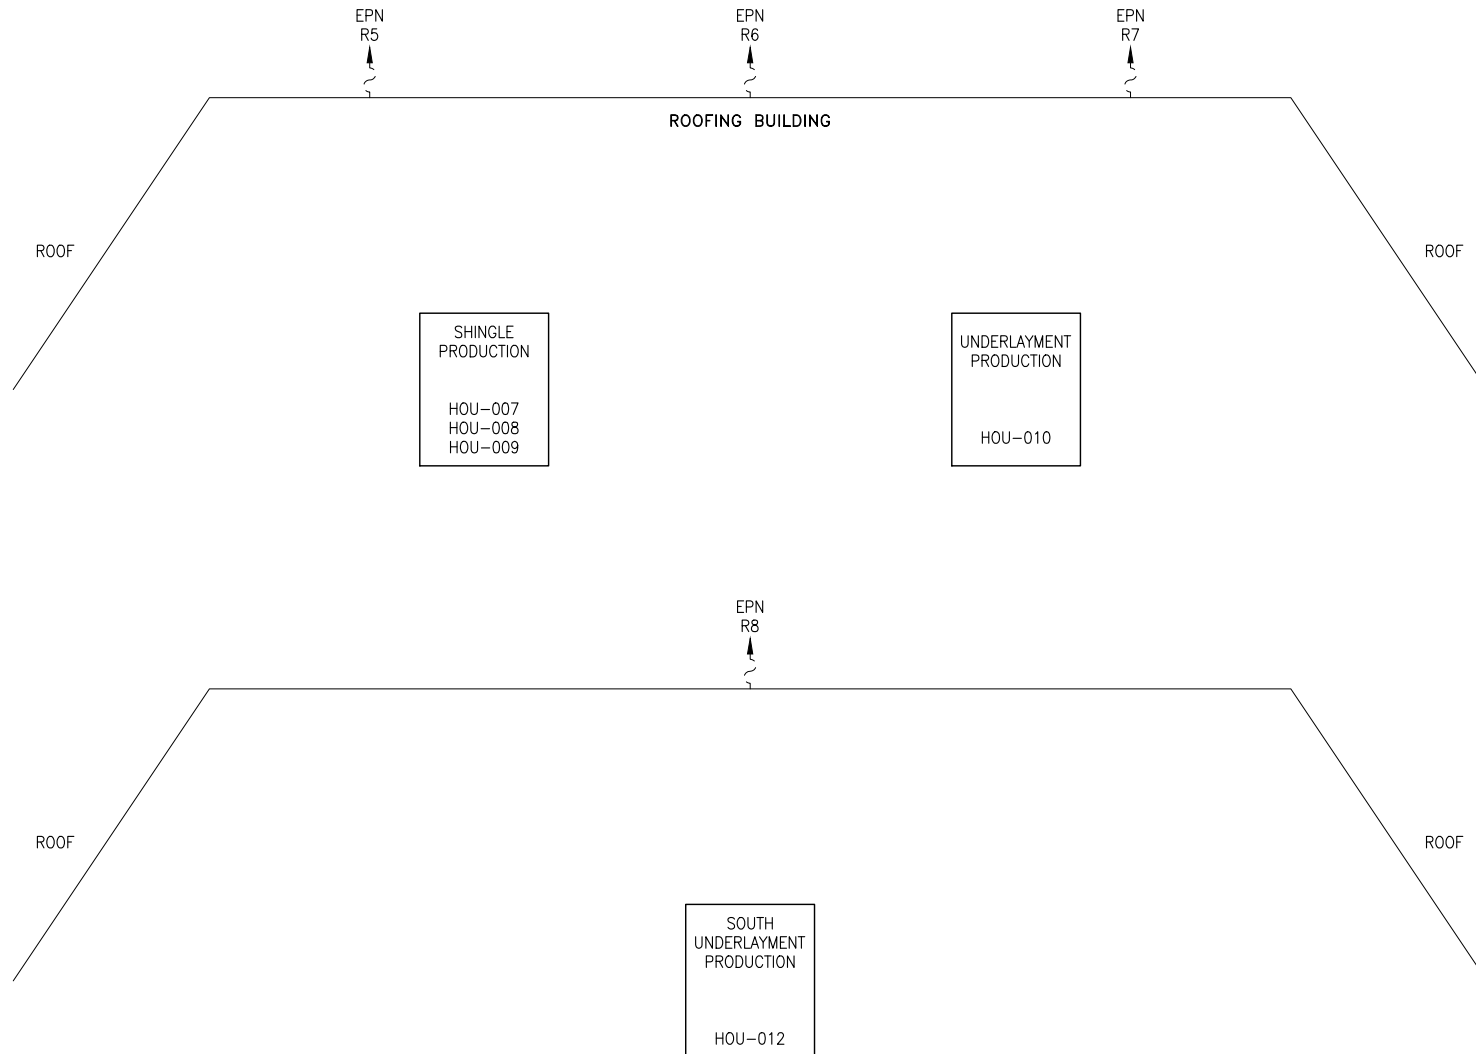 EPN
R5
EPN
R6
EPN
R7
ROOFING BUILDING
ROOF
ROOF
SHINGLE
PRODUCTION
HOU-007
HOU-008
HOU-009
UNDERLAYMENT
PRODUCTION
HOU-010
EPN
R8
ROOF
ROOF
SOUTH
UNDERLAYMENT
PRODUCTION
HOU-012